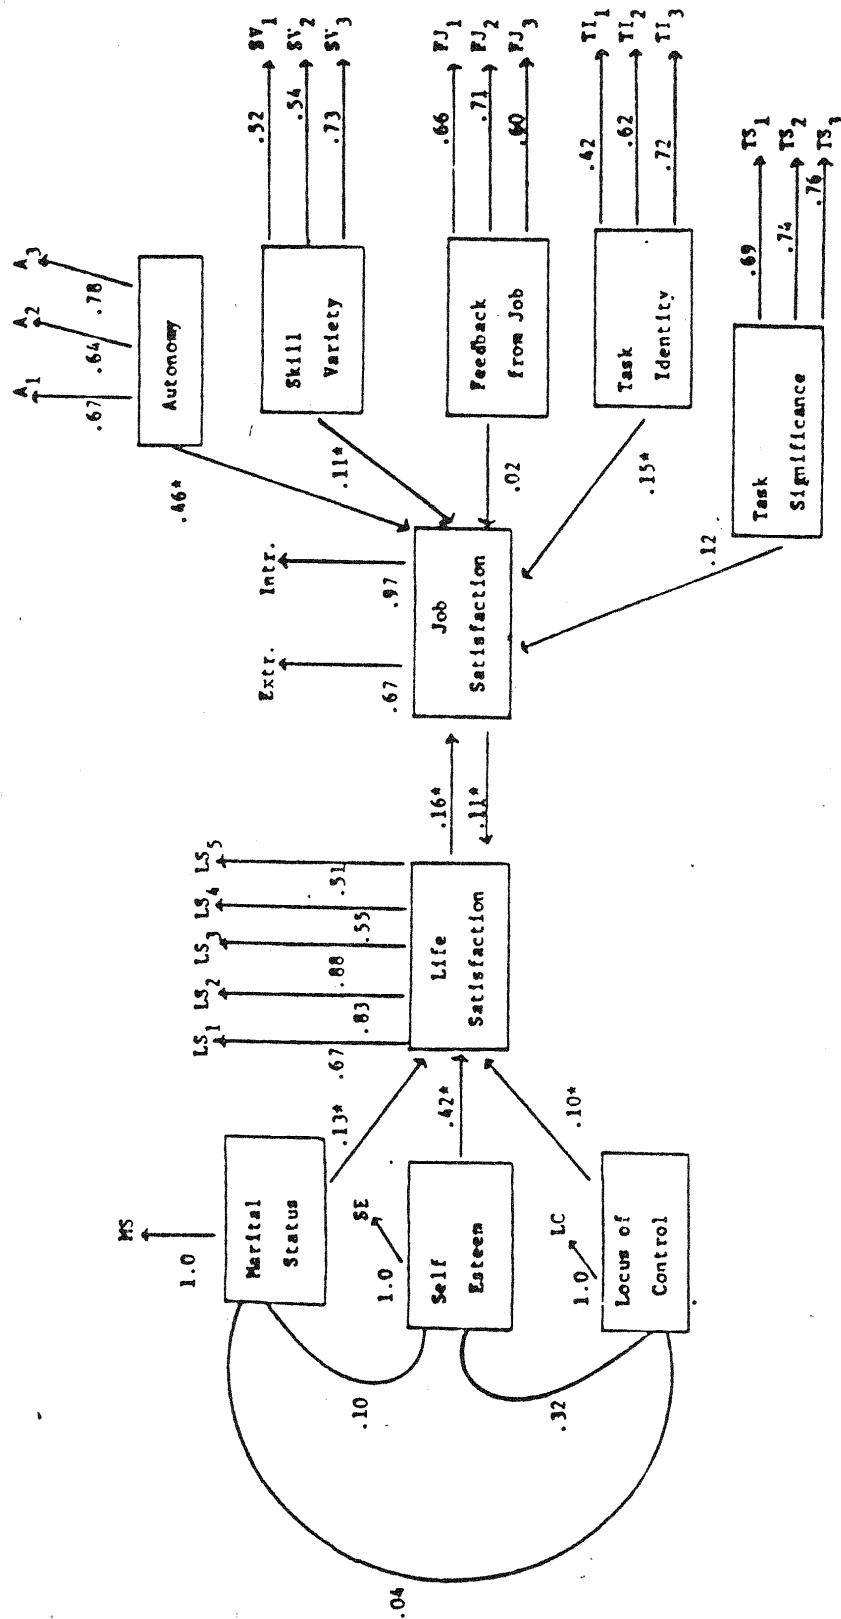 MS
1.0
Marital
Status
SE
1.0
Self
Esteem
LC
1.0
Locus of
Control
.10
.32
.04
.13*
.42*
.10*
LS1
LS2
LS3
LS4
LS5
.67
.83
.88
.55
.51
Life
Satisfaction
.16*
.11*
Extr.
Intr.
.67
.97
Job
Satisfaction
.46*
.11*
.02
.15*
.12
A1
A2
A3
.67
.64
.78
Autonomy
Skill
Variety
.52
.54
.73
SV1
SV2
SV3
Feedback
from Job
.66
.71
.60
FJ1
FJ2
FJ3
Task
Identity
.42
.62
.72
TI1
TI2
TI3
Task
Significance
.69
.74
.76
TS1
TS2
TS3